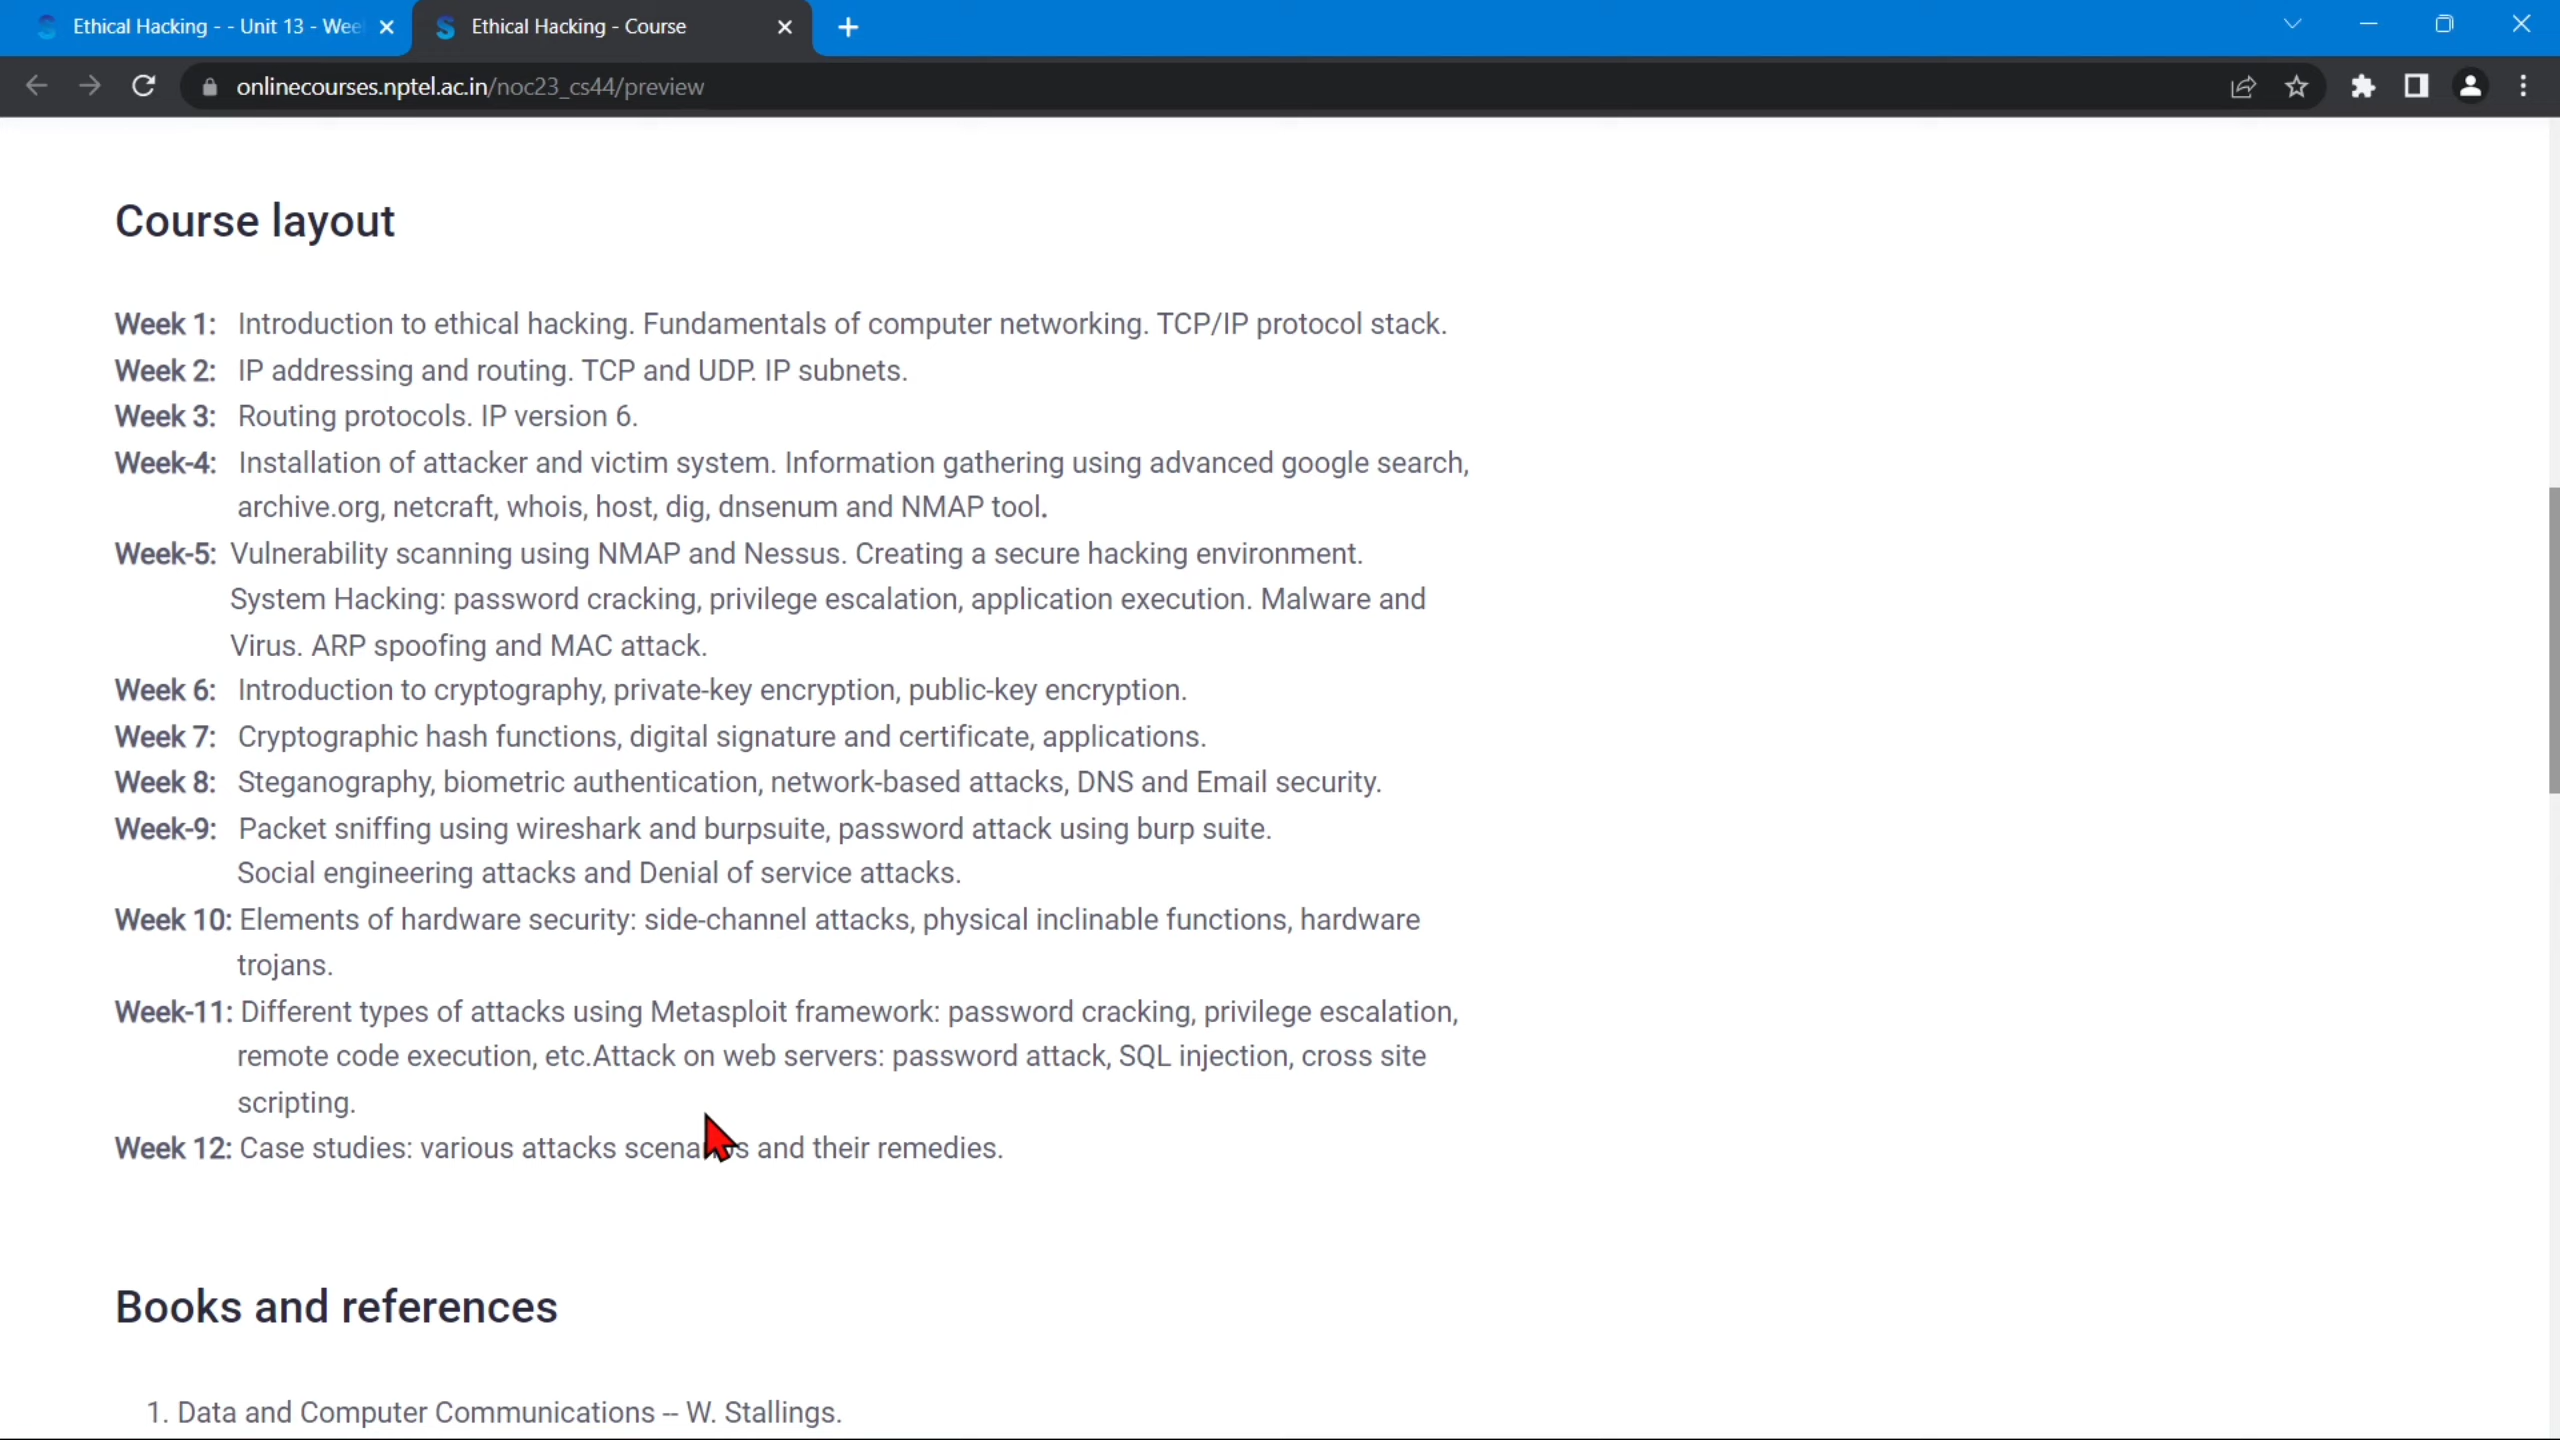 Ethical Hacking - - Unit 13 - Wee
Ethical Hacking - Course
onlinecourses.nptel.ac.in/noc23_cs44/preview
Course layout
Week 1: Introduction to ethical hacking. Fundamentals of computer networking. TCP/IP protocol stack.
Week 2: IP addressing and routing. TCP and UDP. IP subnets.
Week 3: Routing protocols. IP version 6.
Week-4: Installation of attacker and victim system. Information gathering using advanced google search,
archive.org, netcraft, whois, host, dig, dnsenum and NMAP tool.
Week-5: Vulnerability scanning using NMAP and Nessus. Creating a secure hacking environment.
System Hacking: password cracking, privilege escalation, application execution. Malware and
Virus. ARP spoofing and MAC attack.
Week 6: Introduction to cryptography, private-key encryption, public-key encryption.
Week 7: Cryptographic hash functions, digital signature and certificate, applications.
Week 8: Steganography, biometric authentication, network-based attacks, DNS and Email security.
Week-9: Packet sniffing using wireshark and burpsuite, password attack using burp suite.
Social engineering attacks and Denial of service attacks.
Week 10: Elements of hardware security: side-channel attacks, physical inclinable functions, hardware
trojans.
Week-11: Different types of attacks using Metasploit framework: password cracking, privilege escalation,
remote code execution, etc.Attack on web servers: password attack, SQL injection, cross site
scripting.
Week 12: Case studies: various attacks scenarios and their remedies.
Books and references
1. Data and Computer Communications -- W. Stallings.